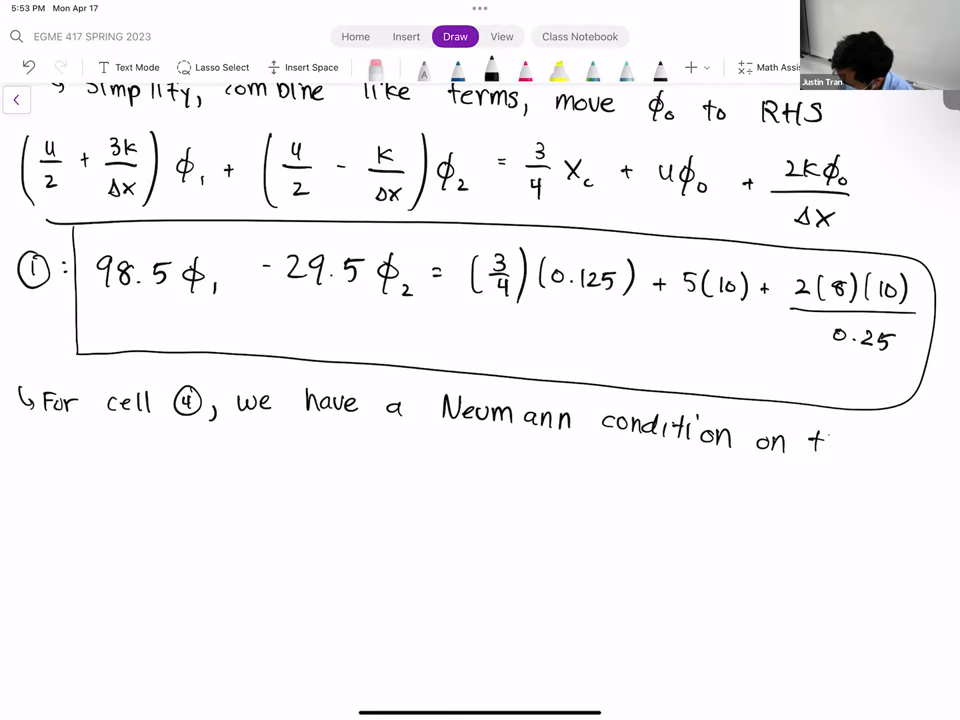 5:53 PM Mon Apr 17
EGME 417 SPRING 2023
Home Insert Draw View Class Notebook
Text Mode Lasso Select Insert Space Math Assis
Justin Tran
↳ simplify, combine like terms, move ϕ₀ to RHS
(u/2 + 3k/Δx) ϕ₁ + (u/2 - k/Δx) ϕ₂ = 3/4 Xc + uϕ₀ + 2kϕ₀/Δx
①: 98.5 ϕ₁ - 29.5 ϕ₂ = (3/4)(0.125) + 5(10) + 2(8)(10)/0.25
↳ For cell ④, we have a Neumann condition on t